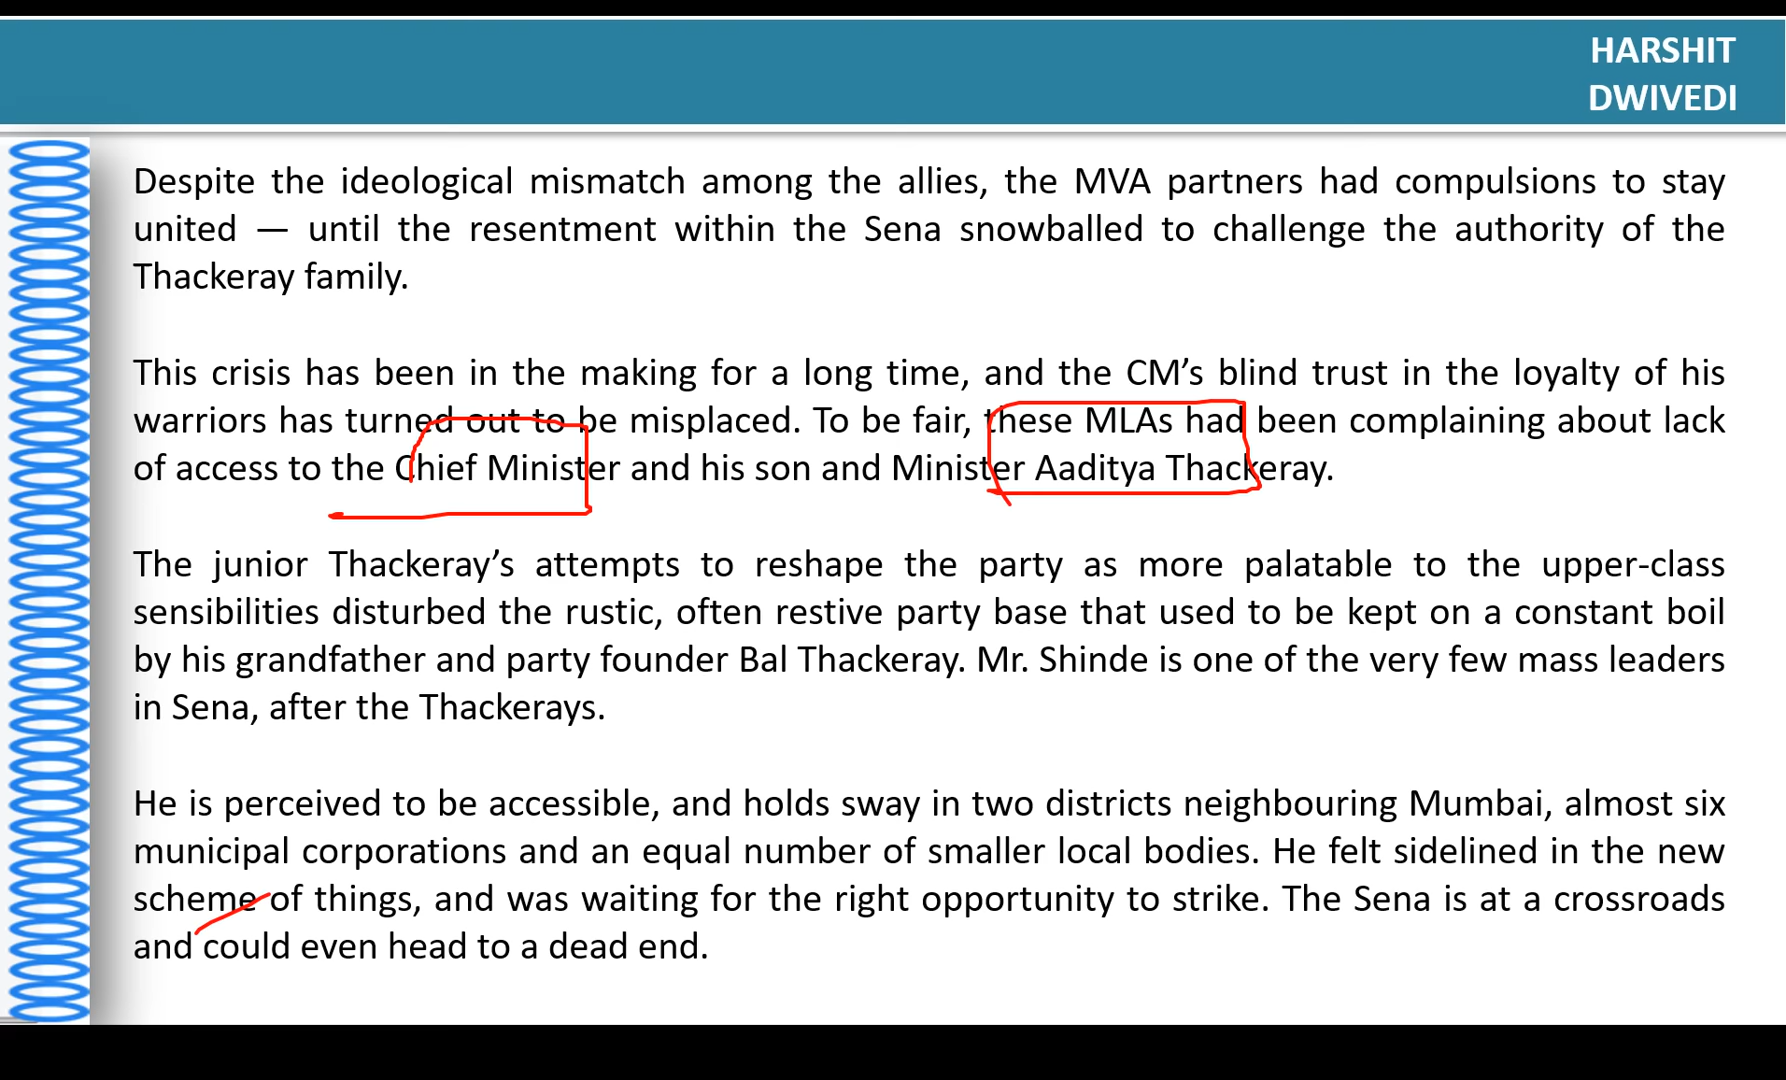 HARSHIT
DWIVEDI
Despite the ideological mismatch among the allies, the MVA partners had compulsions to stay
united — until the resentment within the Sena snowballed to challenge the authority of the
Thackeray family.
This crisis has been in the making for a long time, and the CM’s blind trust in the loyalty of his
warriors has turned out to be misplaced. To be fair, these MLAs had been complaining about lack
of access to the Chief Minister and his son and Minister Aaditya Thackeray.
The junior Thackeray’s attempts to reshape the party as more palatable to the upper-class
sensibilities disturbed the rustic, often restive party base that used to be kept on a constant boil
by his grandfather and party founder Bal Thackeray. Mr. Shinde is one of the very few mass leaders
in Sena, after the Thackerays.
He is perceived to be accessible, and holds sway in two districts neighbouring Mumbai, almost six
municipal corporations and an equal number of smaller local bodies. He felt sidelined in the new
scheme of things, and was waiting for the right opportunity to strike. The Sena is at a crossroads
and could even head to a dead end.